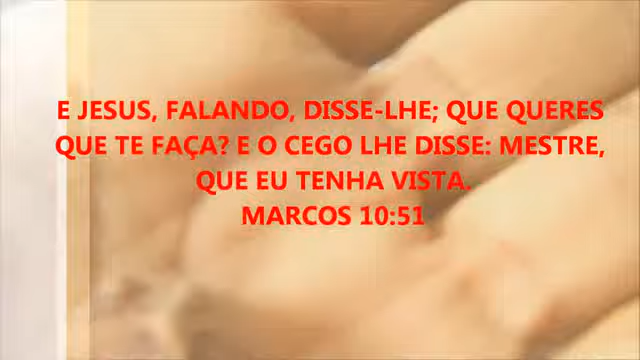 E JESUS, FALANDO, DISSE-LHE; QUE QUERES
QUE TE FAÇA? E O CEGO LHE DISSE: MESTRE,
QUE EU TENHA VISTA.
MARCOS 10:51